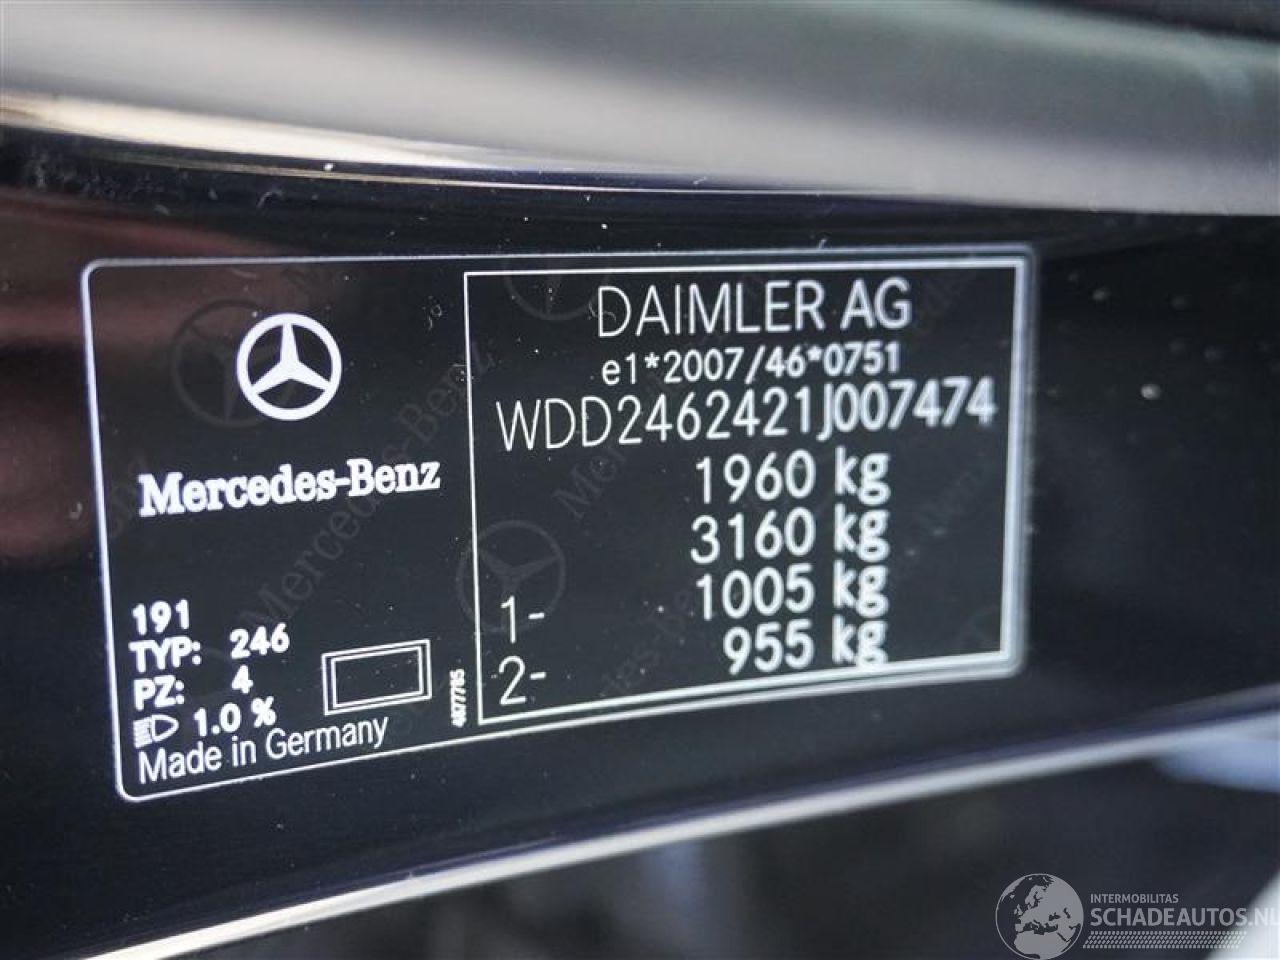 DAIMLER AG
e1*2007/46*0751
WDD2462421J007474
1960 kg
3160 kg
1- 1005 kg
2- 955 kg
Mercedes-Benz
191
TYP: 246
PZ: 4
1.0 %
Made in Germany
4877765
INTERMOBILITAS
SCHADEAUTOS.NL